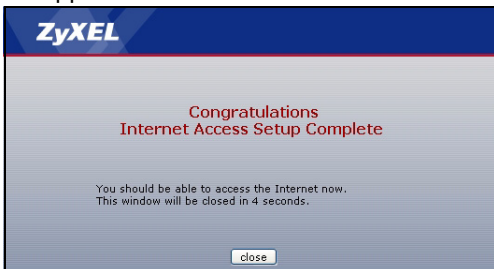 ZyXEL
Congratulations
Internet Access Setup Complete
You should be able to access the Internet now.
This window will be closed in 4 seconds.
close